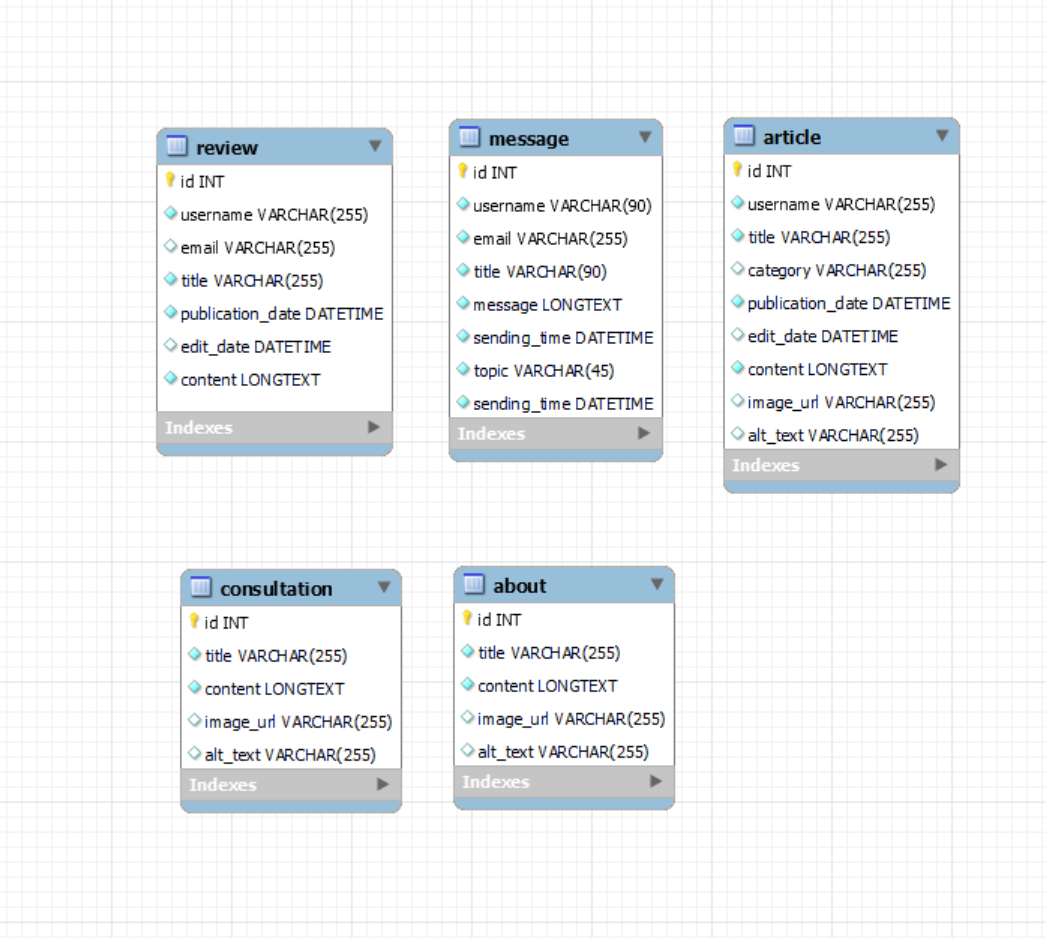 review
id INT
username VARCHAR(255)
email VARCHAR(255)
title VARCHAR(255)
publication_date DATETIME
edit_date DATETIME
content LONGTEXT
Indexes
message
id INT
username VARCHAR(90)
email VARCHAR(255)
title VARCHAR(90)
message LONGTEXT
sending_time DATETIME
topic VARCHAR(45)
sending_time DATETIME
Indexes
article
id INT
username VARCHAR(255)
title VARCHAR(255)
category VARCHAR(255)
publication_date DATETIME
edit_date DATETIME
content LONGTEXT
image_url VARCHAR(255)
alt_text VARCHAR(255)
Indexes
consultation
id INT
title VARCHAR(255)
content LONGTEXT
image_url VARCHAR(255)
alt_text VARCHAR(255)
Indexes
about
id INT
title VARCHAR(255)
content LONGTEXT
image_url VARCHAR(255)
alt_text VARCHAR(255)
Indexes